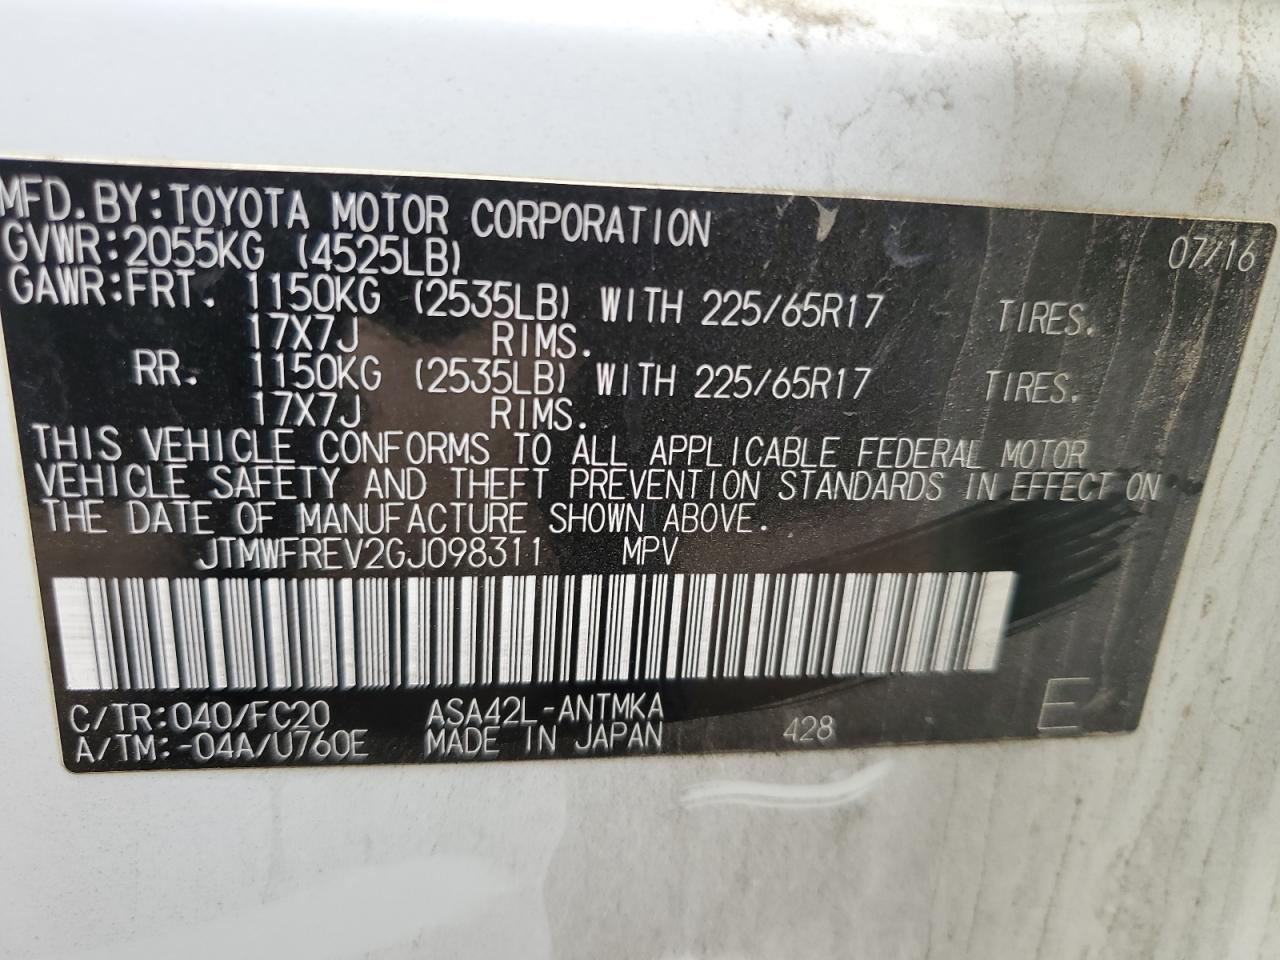 MFD. BY: TOYOTA MOTOR CORPORATION 07/16
GVWR: 2055KG (4525LB)
GAWR: FRT. 1150KG (2535LB) WITH 225/65R17 TIRES.
17X7J RIMS.
RR. 1150KG (2535LB) WITH 225/65R17 TIRES.
17X7J RIMS.
THIS VEHICLE CONFORMS TO ALL APPLICABLE FEDERAL MOTOR
VEHICLE SAFETY AND THEFT PREVENTION STANDARDS IN EFFECT ON
THE DATE OF MANUFACTURE SHOWN ABOVE.
JTMWFREV2GJ098311 MPV
C/TR: 040/FC20 ASA42L-ANTMKA
A/TM: -04A/U760E MADE IN JAPAN 428 E